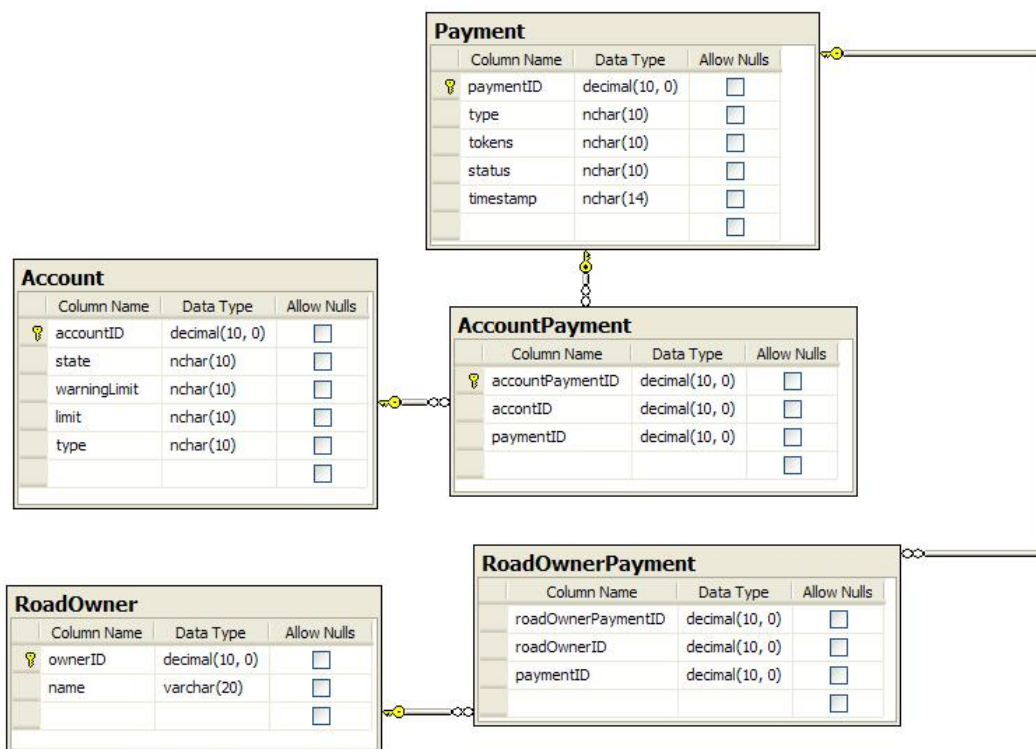 Payment
Column Name Data Type Allow Nulls
paymentID decimal(10, 0)
type nchar(10)
tokens nchar(10)
status nchar(10)
timestamp nchar(14)
Account
Column Name Data Type Allow Nulls
accountID decimal(10, 0)
state nchar(10)
warningLimit nchar(10)
limit nchar(10)
type nchar(10)
AccountPayment
Column Name Data Type Allow Nulls
accountPaymentID decimal(10, 0)
accontID decimal(10, 0)
paymentID decimal(10, 0)
RoadOwnerPayment
Column Name Data Type Allow Nulls
roadOwnerPaymentID decimal(10, 0)
roadOwnerID decimal(10, 0)
paymentID decimal(10, 0)
RoadOwner
Column Name Data Type Allow Nulls
ownerID decimal(10, 0)
name varchar(20)